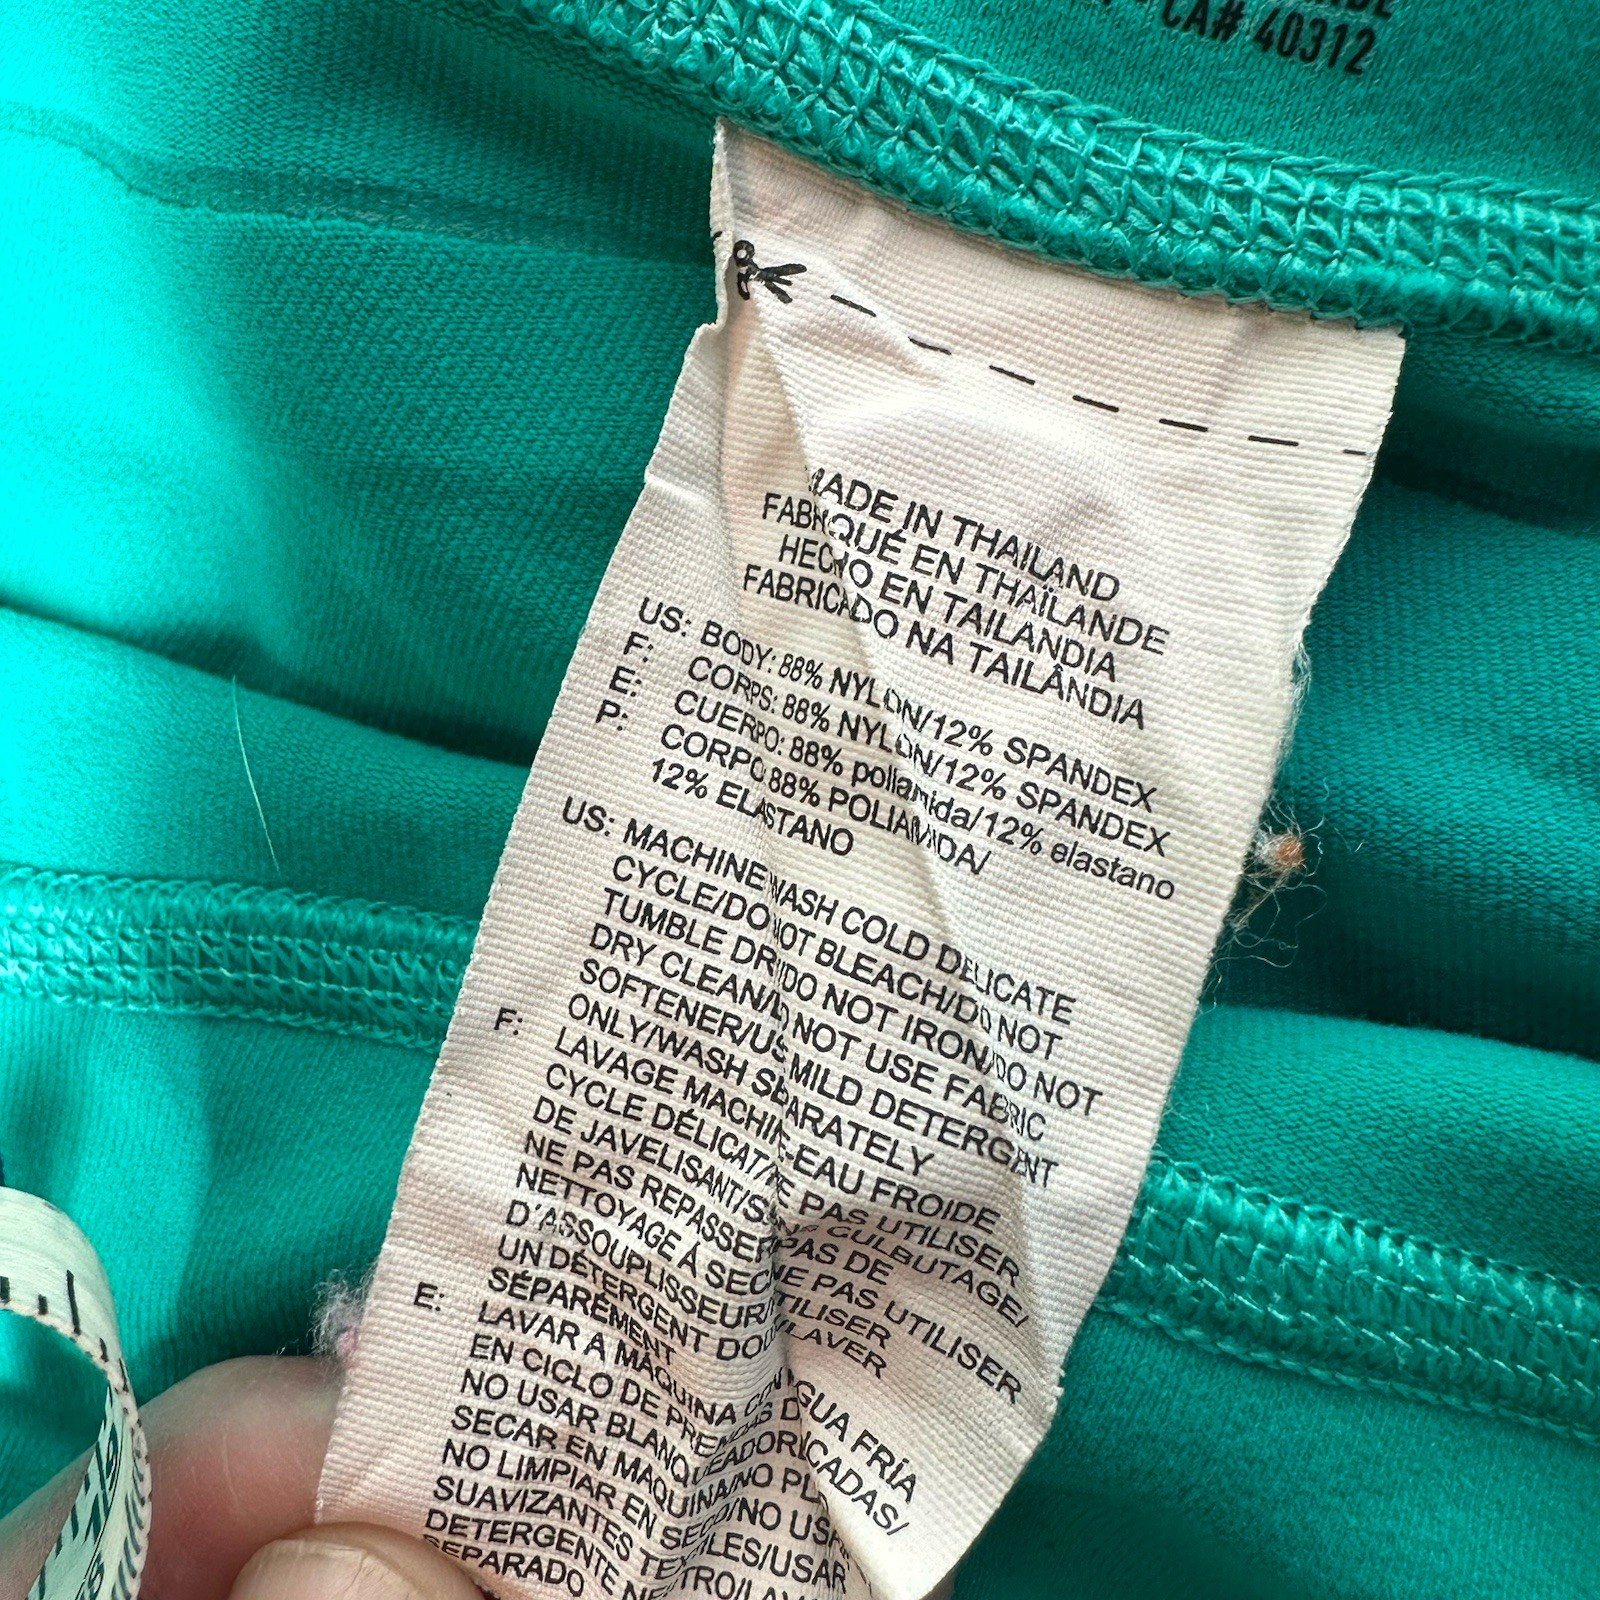 CA# 40312
MADE IN THAILAND
FABRIQUÉ EN THAÏLANDE
HECHO EN TAILANDIA
FABRICADO NA TAILÂNDIA
US: BODY: 88% NYLON/12% SPANDEX
F: CORPS: 88% NYLON/12% SPANDEX
E: CUERPO: 88% poliamida/12% elastano
P: CORPO 88% POLIAMIDA/
12% ELASTANO
US: MACHINE WASH COLD DELICATE
CYCLE/DO NOT BLEACH/DO NOT
TUMBLE DRY/DO NOT IRON/DO NOT
DRY CLEAN/DO NOT USE FABRIC
SOFTENER/USE MILD DETERGENT
ONLY/WASH SEPARATELY
F: LAVAGE MACHINE-EAU FROIDE
CYCLE DÉLICAT/NE PAS UTILISER
DE JAVELISANT/SANS CULBUTAGE/
NE PAS REPASSER/PAS DE
NETTOYAGE À SEC/NE PAS UTILISER
D'ASSOUPLISSEUR/UTILISER
UN DÉTERGENT DOUX/LAVER
SÉPARÉMENT
E: LAVAR A MÁQUINA CON AGUA FRÍA
EN CICLO DE PRENDAS DELICADAS/
NO USAR BLANQUEADOR/
SECAR EN MAQUINA/NO
NO LIMPIAR EN SECO/NO USAR
SUAVIZANTES TEXTILES/USAR
DETERGENTE NEUTRO/LAVAR
SEPARADO